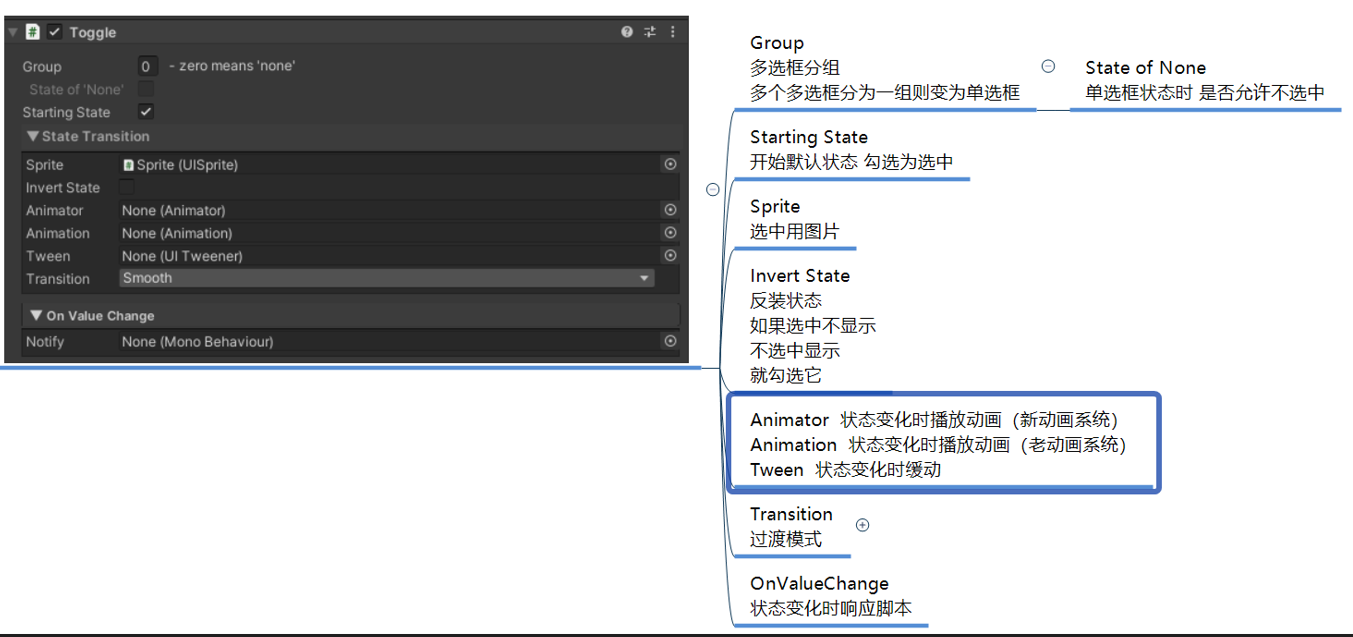 Toggle
Group 0 - zero means 'none'
State of 'None'
Starting State
State Transition
Sprite Sprite (UISprite)
Invert State
Animator None (Animator)
Animation None (Animation)
Tween None (UI Tweener)
Transition Smooth
On Value Change
Notify None (Mono Behaviour)
Group
多选框分组
多个多选框分为一组则变为单选框
State of None
单选框状态时 是否允许不选中
Starting State
开始默认状态 勾选为选中
Sprite
选中用图片
Invert State
反装状态
如果选中不显示
不选中显示
就勾选它
Animator 状态变化时播放动画（新动画系统）
Animation 状态变化时播放动画（老动画系统）
Tween 状态变化时缓动
Transition
过渡模式
OnValueChange
状态变化时响应脚本